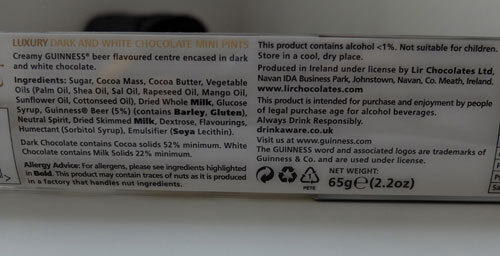 LUXURY DARK AND WHITE CHOCOLATE MINI PINTS
Creamy GUINNESS® beer flavoured centre encased in dark
and white chocolate.
Ingredients: Sugar, Cocoa Mass, Cocoa Butter, Vegetable
Oils (Palm Oil, Shea Oil, Sal Oil, Rapeseed Oil, Mango Oil,
Sunflower Oil, Cottonseed Oil), Dried Whole Milk, Glucose
Syrup, Guinness® Beer (5%) (contains Barley, Gluten),
Neutral Spirit, Dried Skimmed Milk, Dextrose, Flavourings,
Humectant (Sorbitol Syrup), Emulsifier (Soya Lecithin).
Dark Chocolate contains Cocoa solids 52% minimum. White
Chocolate contains Milk Solids 22% minimum.
Allergy Advice: For allergens, please see ingredients highlighted
in Bold. This product may contain traces of nuts as it is produced
in a factory that handles nut ingredients.
This product contains alcohol <1%. Not suitable for children.
Store in a cool, dry place.
Produced in Ireland under license by Lir Chocolates Ltd,
Navan IDA Business Park, Johnstown, Navan, Co. Meath, Ireland.
www.lirchocolates.com
This product is intended for purchase and enjoyment by people
of legal purchase age for alcohol beverages.
Always Drink Responsibly.
drinkaware.co.uk
Visit us at www.guinness.com
The GUINNESS word and associated logos are trademarks of
Guinness & Co. and are used under license.
1
PETE
NET WEIGHT:
65g℮(2.2oz)